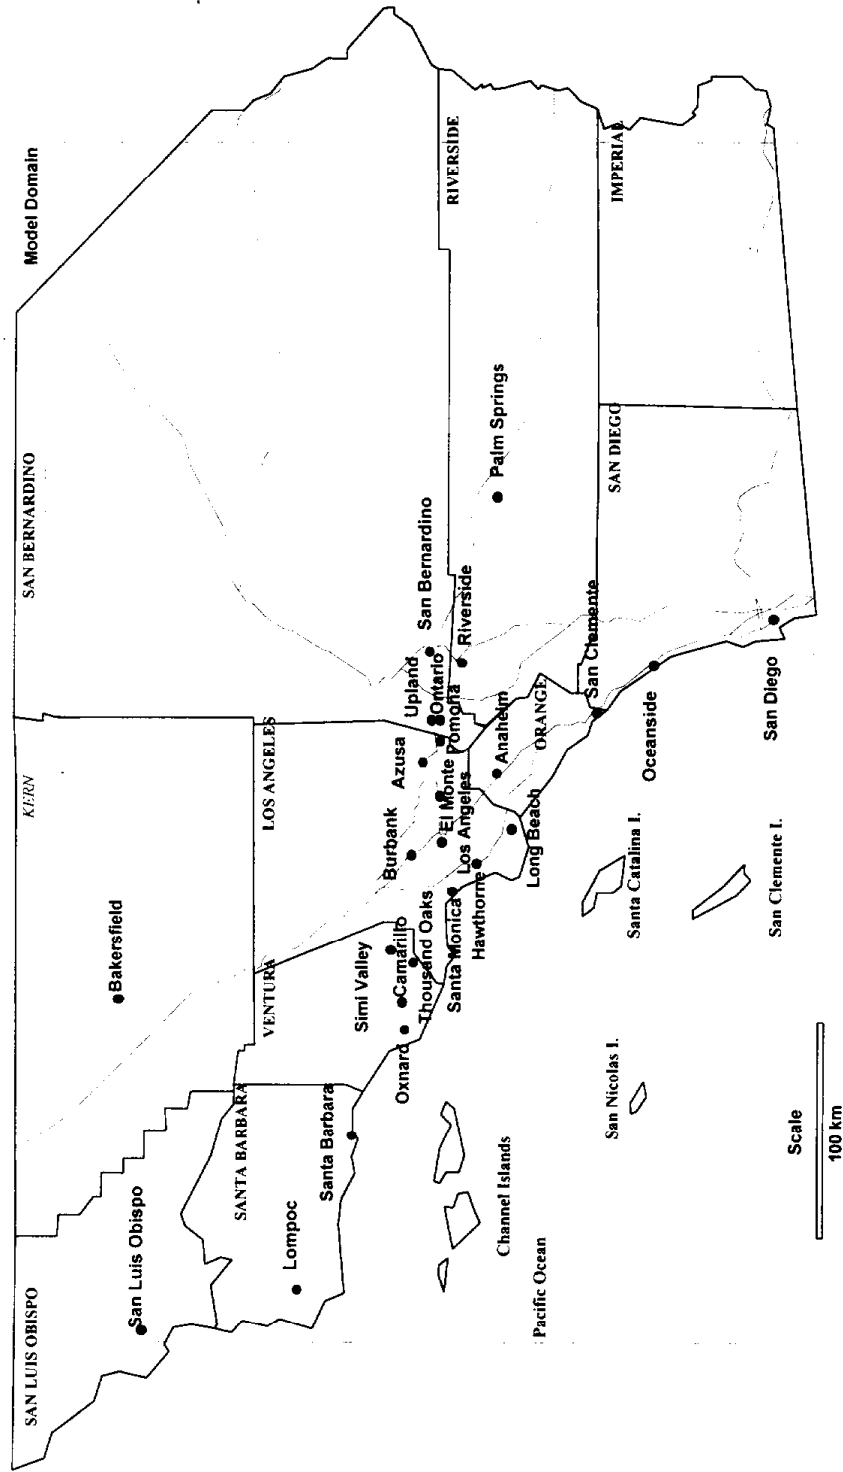 Model Domain
SAN LUIS OBISPO
KERN
SAN BERNARDINO
San Luis Obispo
Bakersfield
SANTA BARBARA
VENTURA
LOS ANGELES
Lompoc
Santa Barbara
Simi Valley
Camarillo
Oxnard
Thousand Oaks
Burbank
Azusa
Upland
San Bernardino
Ontario
Pomona
El Monte
Los Angeles
Santa Monica
Hawthorne
Riverside
RIVERSIDE
Palm Springs
Anaheim
Long Beach
ORANGE
San Clemente
Channel Islands
Pacific Ocean
SAN DIEGO
IMPERIAL
San Nicolas I.
Santa Catalina I.
Oceanside
San Clemente I.
San Diego
Scale
100 km